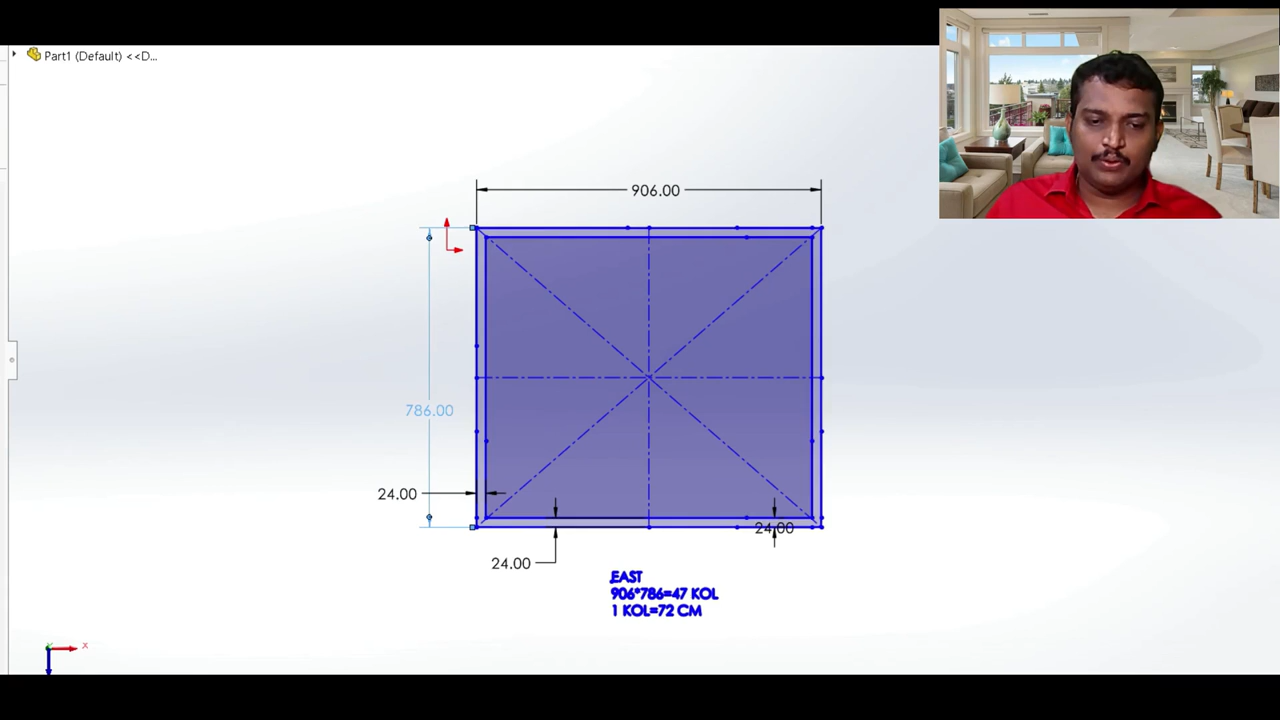 Part1 (Default) <<D...
906.00
786.00
24.00
24.00
24.00
EAST
906*786=47 KOL
1 KOL=72 CM
X